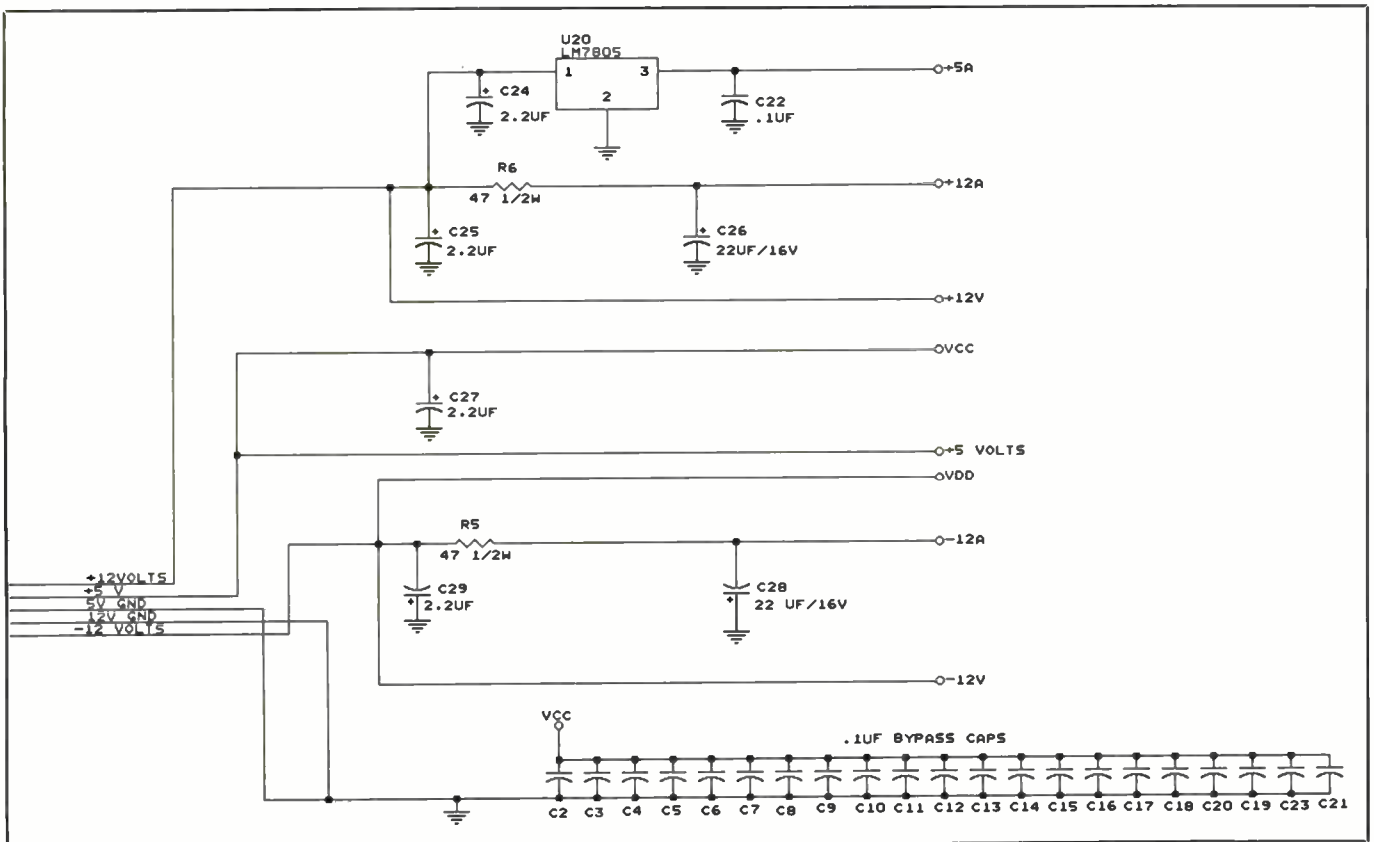 U20
LM7805
1 3
2
+5A
+ C24
2.2UF
C22
.1UF
R6
47 1/2W
+12A
+ C25
2.2UF
+ C26
22UF/16V
+12V
VCC
+ C27
2.2UF
+5 VOLTS
VDD
R5
47 1/2W
-12A
C29
+ 2.2UF
C28
+ 22 UF/16V
+12VOLTS
+5 V
5V GND
12V GND
-12 VOLTS
-12V
VCC
.1UF BYPASS CAPS
C2 C3 C4 C5 C6 C7 C8 C9 C10 C11 C12 C13 C14 C15 C16 C17 C18 C20 C19 C23 C21